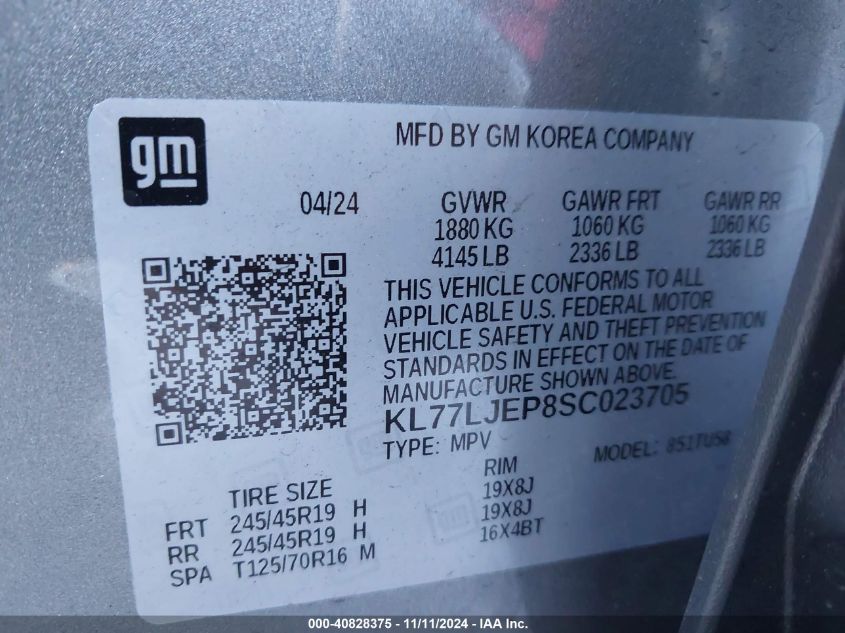 gm
MFD BY GM KOREA COMPANY
04/24 GVWR GAWR FRT GAWR RR
1880 KG 1060 KG 1060 KG
4145 LB 2336 LB 2336 LB
THIS VEHICLE CONFORMS TO ALL
APPLICABLE U.S. FEDERAL MOTOR
VEHICLE SAFETY AND THEFT PREVENTION
STANDARDS IN EFFECT ON THE DATE OF
MANUFACTURE SHOWN ABOVE.
KL77LJEP8SC023705
TYPE: MPV MODEL: 851TU58
TIRE SIZE RIM
FRT 245/45R19 H 19X8J
RR 245/45R19 H 19X8J
SPA T125/70R16 M 16X4BT
000-40828375 - 11/11/2024 - IAA, Inc.